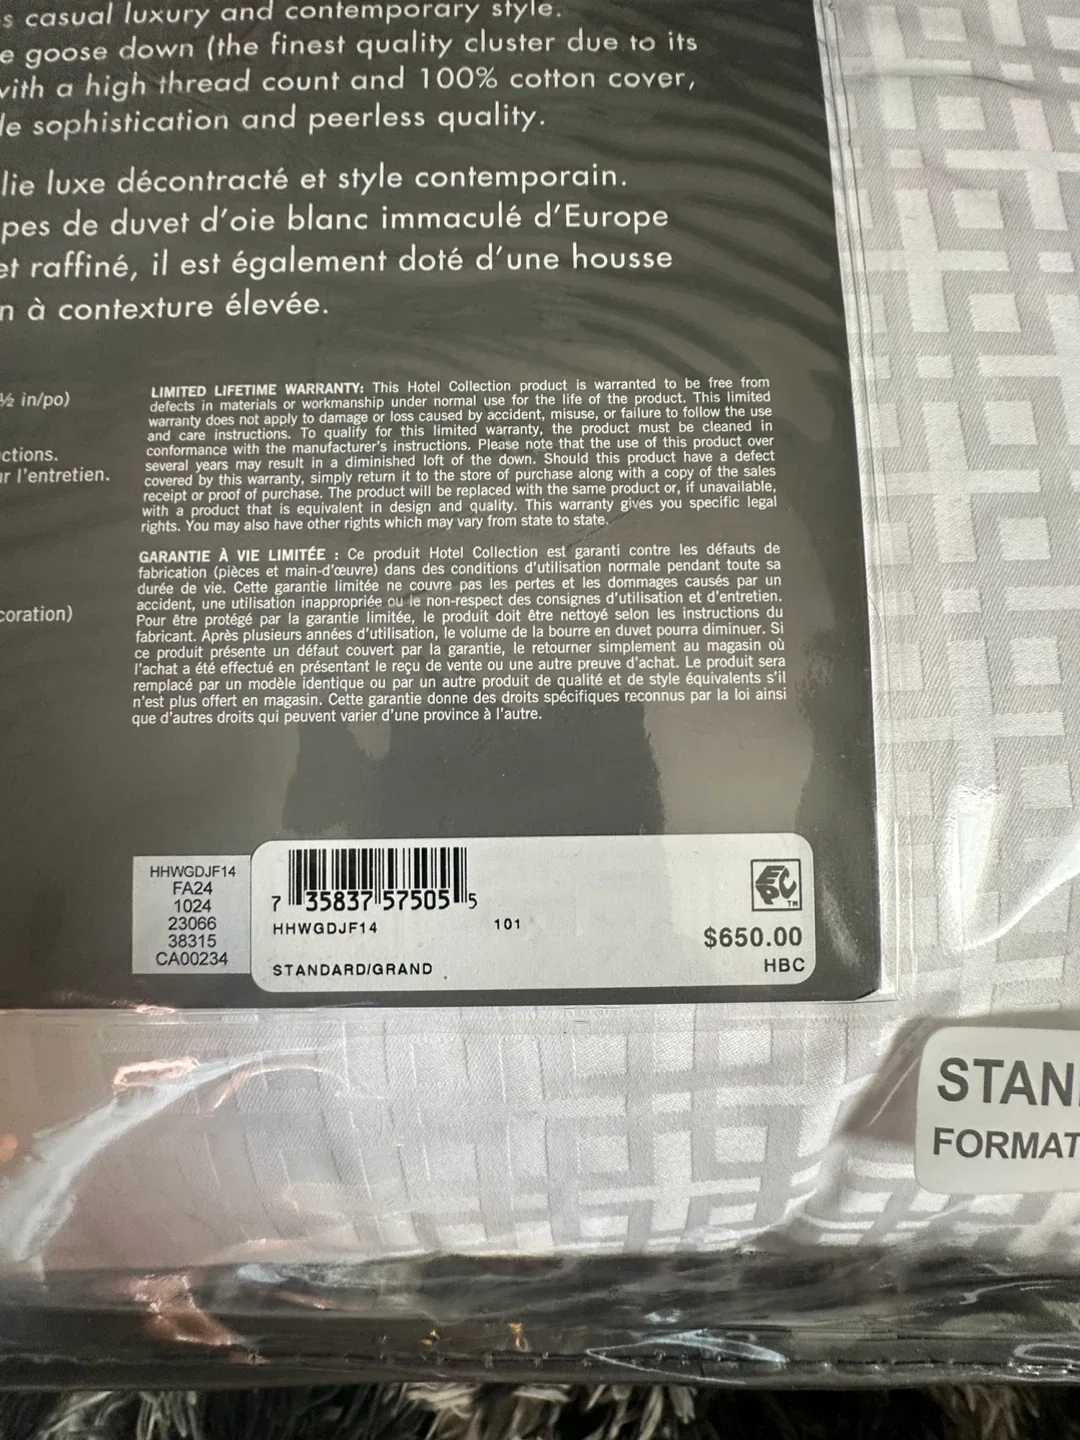 s casual luxury and contemporary style.
e goose down (the finest quality cluster due to its
with a high thread count and 100% cotton cover,
le sophistication and peerless quality.
lie luxe décontracté et style contemporain.
pes de duvet d'oie blanc immaculé d'Europe
et raffiné, il est également doté d'une housse
n à contexture élevée.
½ in/po)
ctions.
ur l'entretien.
coration)
LIMITED LIFETIME WARRANTY: This Hotel Collection product is warranted to be free from
defects in materials or workmanship under normal use for the life of the product. This limited
warranty does not apply to damage or loss caused by accident, misuse, or failure to follow the use
and care instructions. To qualify for this limited warranty, the product must be cleaned in
conformance with the manufacturer's instructions. Please note that the use of this product over
several years may result in a diminished loft of the down. Should this product have a defect
covered by this warranty, simply return it to the store of purchase along with a copy of the sales
receipt or proof of purchase. The product will be replaced with the same product or, if unavailable,
with a product that is equivalent in design and quality. This warranty gives you specific legal
rights. You may also have other rights which may vary from state to state.
GARANTIE À VIE LIMITÉE : Ce produit Hotel Collection est garanti contre les défauts de
fabrication (pièces et main-d'œuvre) dans des conditions d'utilisation normale pendant toute sa
durée de vie. Cette garantie limitée ne couvre pas les pertes et les dommages causés par un
accident, une utilisation inappropriée ou le non-respect des consignes d'utilisation et d'entretien.
Pour être protégé par la garantie limitée, le produit doit être nettoyé selon les instructions du
fabricant. Après plusieurs années d'utilisation, le volume de la bourre en duvet pourra diminuer. Si
ce produit présente un défaut couvert par la garantie, le retourner simplement au magasin où
l'achat a été effectué en présentant le reçu de vente ou une autre preuve d'achat. Le produit sera
remplacé par un modèle identique ou par un autre produit de qualité et de style équivalents s'il
n'est plus offert en magasin. Cette garantie donne des droits spécifiques reconnus par la loi ainsi
que d'autres droits qui peuvent varier d'une province à l'autre.
HHWGDJF14
FA24
1024
23066
38315
CA00234
7 35837 57505 5
HHWGDJF14 101
STANDARD/GRAND
EPC TM
$650.00
HBC
STAN
FORMAT